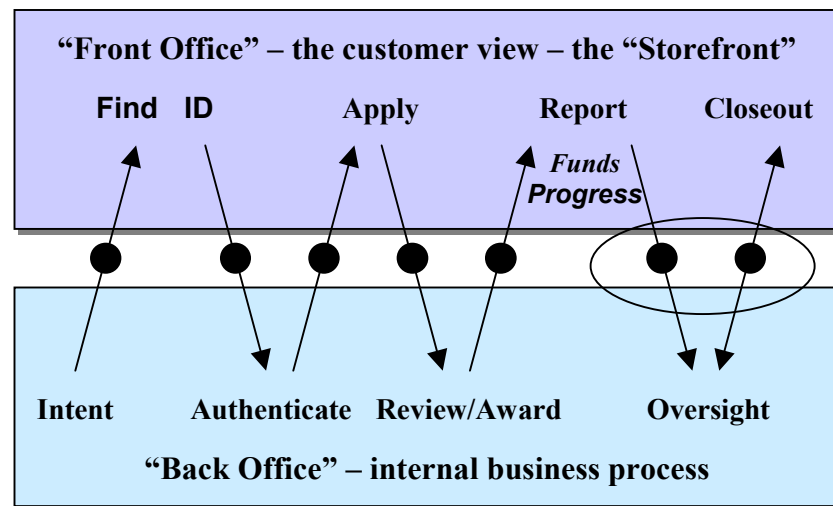 “Front Office” – the customer view – the “Storefront”
Find ID Apply Report Closeout
Funds
Progress
Intent Authenticate Review/Award Oversight
“Back Office” – internal business process